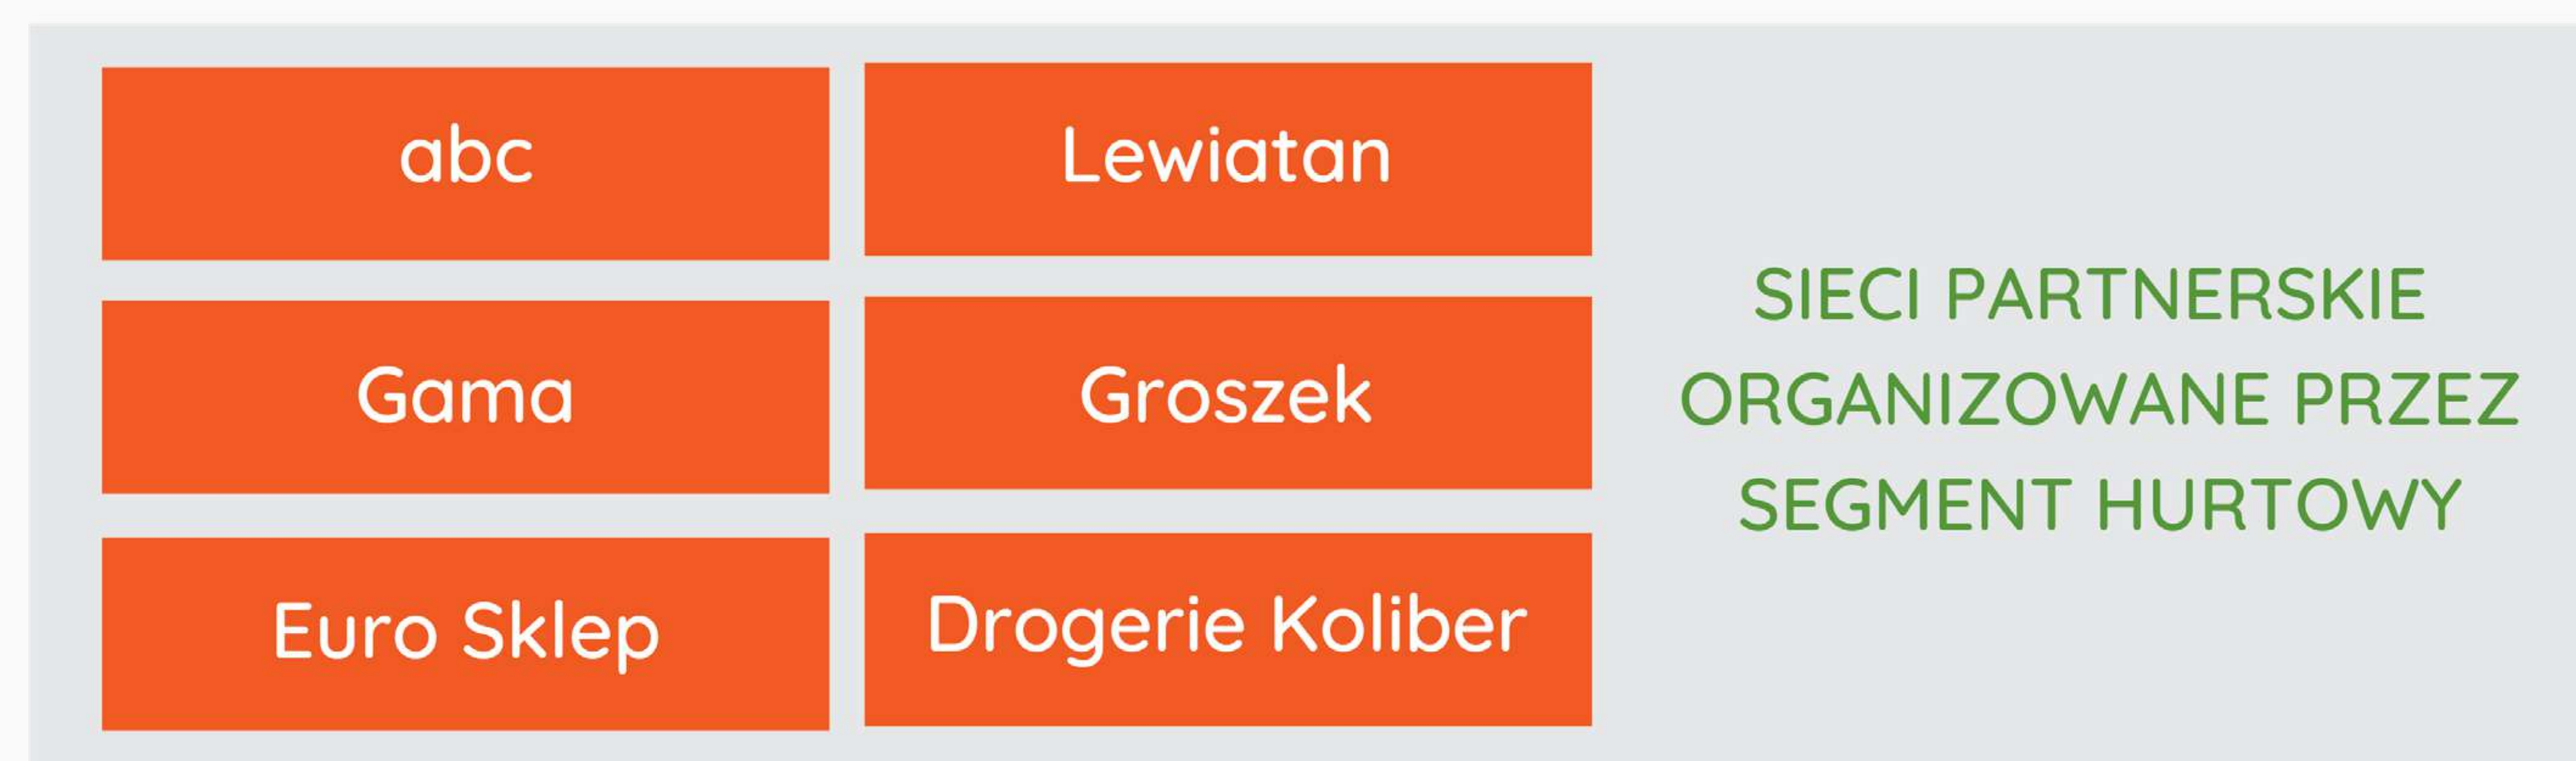 abc
Lewiatan
Gama
Groszek
Euro Sklep
Drogerie Koliber
SIECI PARTNERSKIE
ORGANIZOWANE PRZEZ
SEGMENT HURTOWY